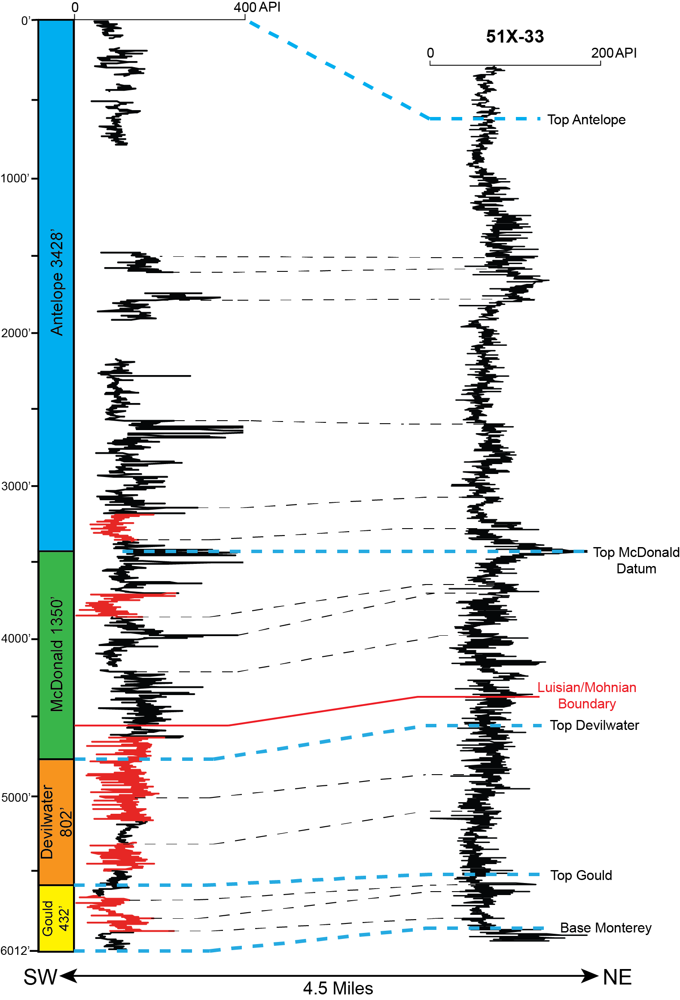 0
400 API
51X-33
0
200 API
0'
1000'
2000'
3000'
4000'
5000'
6012'
Antelope 3428'
McDonald 1350'
Devilwater
802'
Gould
432'
Top Antelope
Top McDonald
Datum
Luisian/Mohnian
Boundary
Top Devilwater
Top Gould
Base Monterey
SW
NE
4.5 Miles